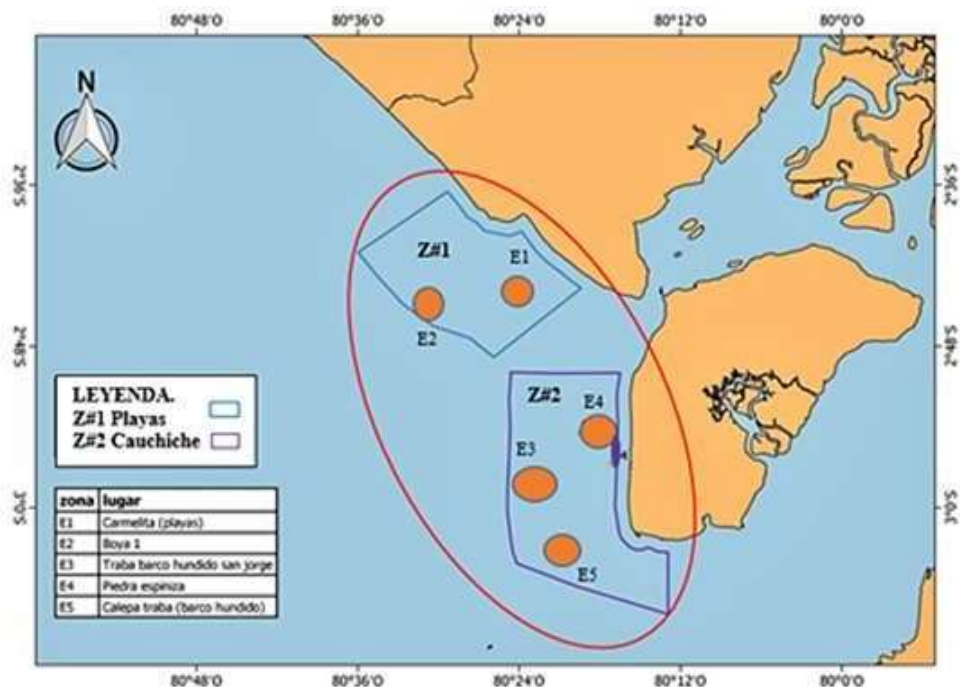 80°48'O 80°36'O 80°24'O 80°12'O 80°0'O
N
2°36'S 2°36'S
Z#1
E1
E2
2°48'S 2°48'S
LEYENDA.
Z#1 Playas
Z#2 Cauchiche
Z#2
E4
E3
zona lugar
E1 Carmelita (playas)
E2 Boya 1
E3 Traba barco hundido san jorge
E4 Piedra espiniza
E5 Calepa traba (barco hundido)
3°0'S 3°0'S
E5
80°48'O 80°36'O 80°24'O 80°12'O 80°0'O